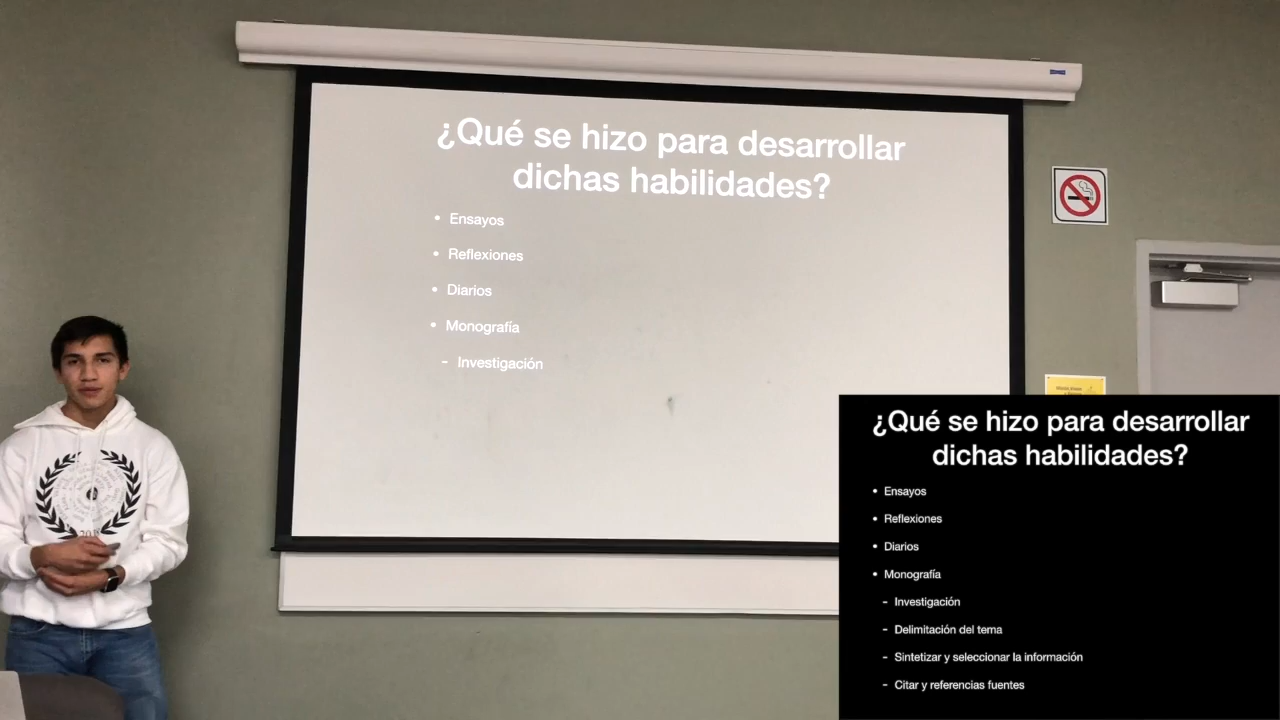 ¿Qué se hizo para desarrollar
dichas habilidades?
• Ensayos
• Reflexiones
• Diarios
• Monografía
- Investigación
¿Qué se hizo para desarrollar
dichas habilidades?
• Ensayos
• Reflexiones
• Diarios
• Monografía
- Investigación
- Delimitación del tema
- Sintetizar y seleccionar la información
- Citar y referencias fuentes